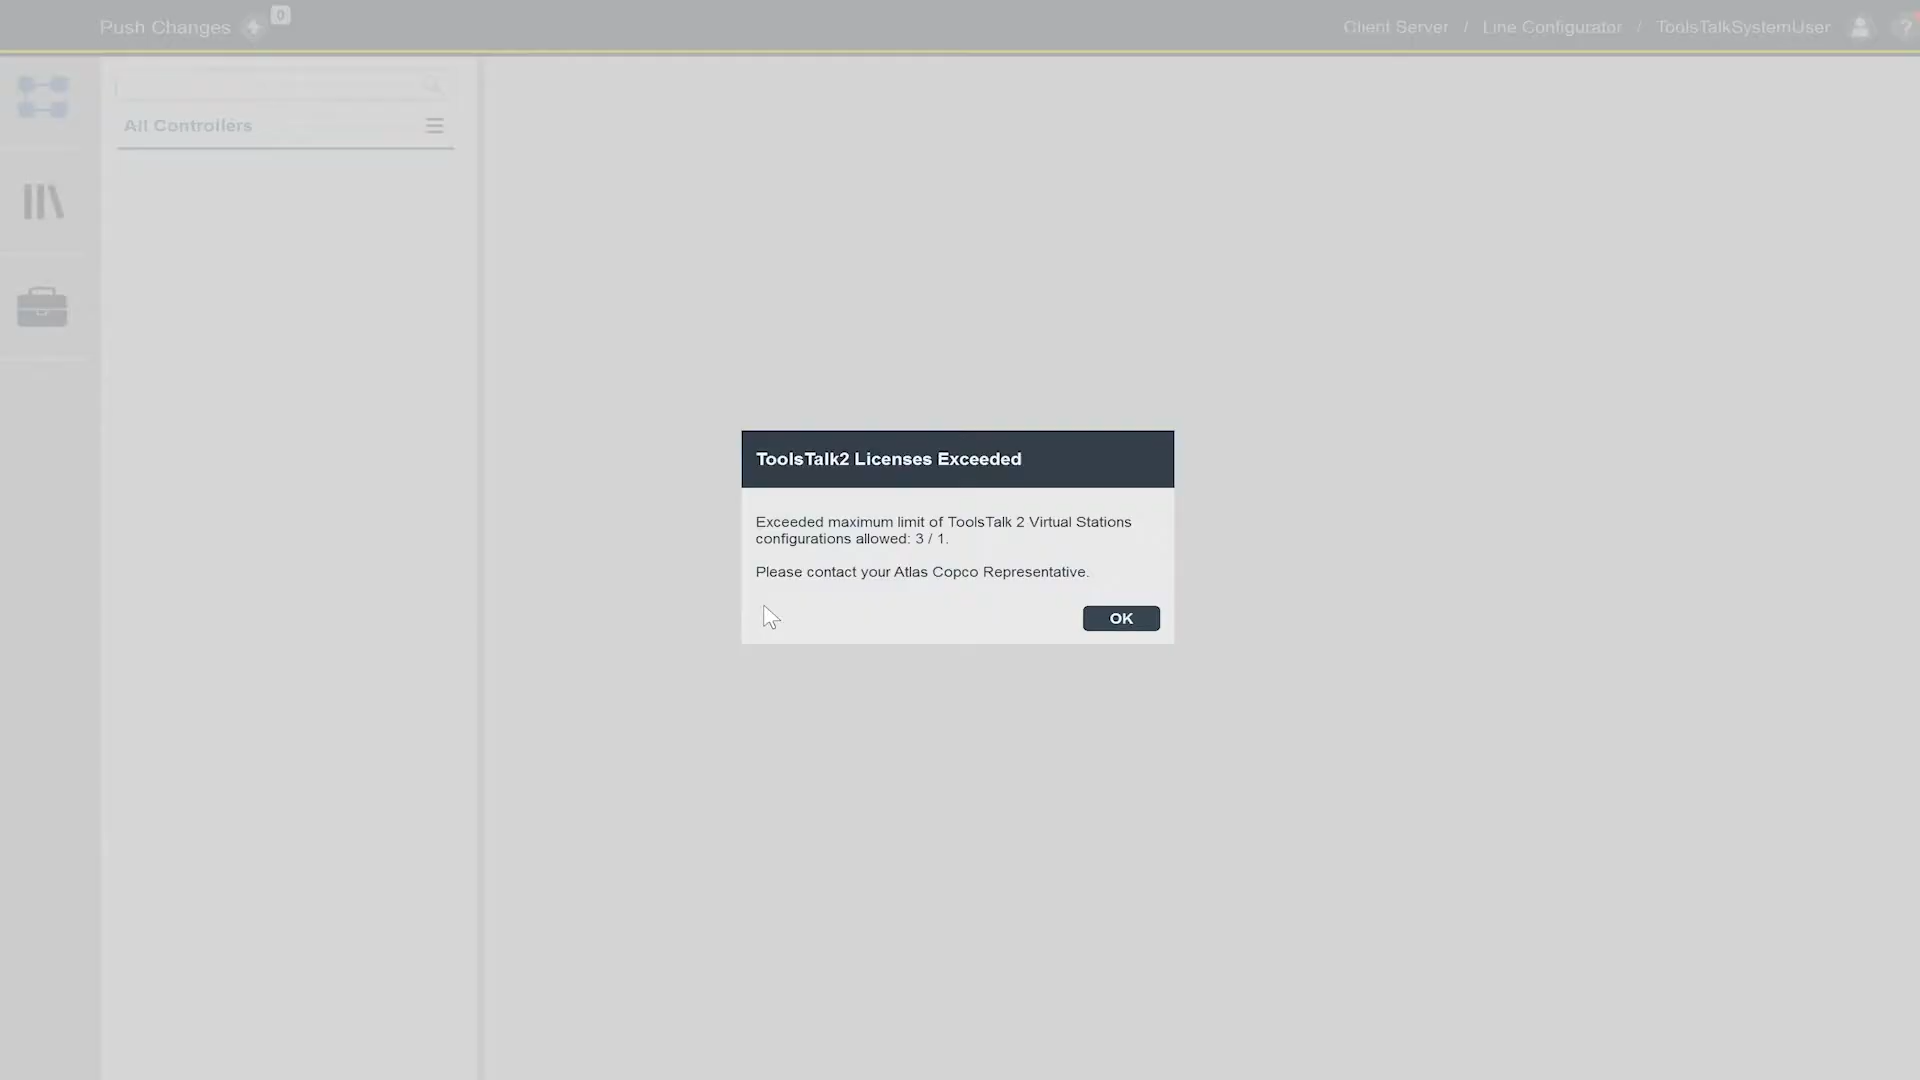 Push Changes
0
Client Server / Line Configurator / ToolsTalkSystemUser
?
All Controllers
ToolsTalk2 Licenses Exceeded
Exceeded maximum limit of ToolsTalk 2 Virtual Stations
configurations allowed: 3 / 1.
Please contact your Atlas Copco Representative.
OK